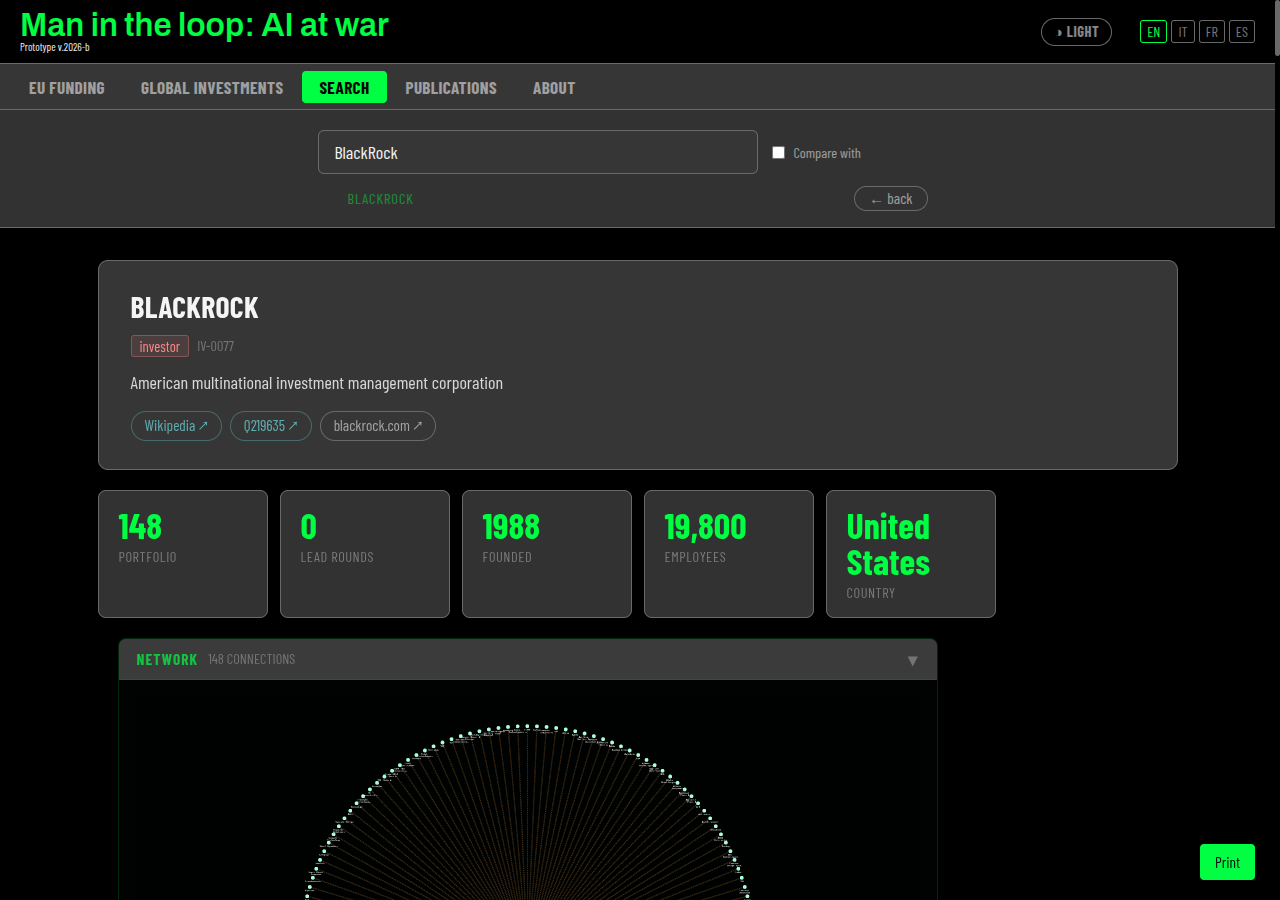 Man in the loop: AI at war
Prototype v.2026-b
LIGHT
EN IT FR ES
EU FUNDING GLOBAL INVESTMENTS SEARCH PUBLICATIONS ABOUT
BlackRock
Compare with
BLACKROCK
← back
BLACKROCK
investor IV-0077
American multinational investment management corporation
Wikipedia ↗ Q219635 ↗ blackrock.com ↗
148
PORTFOLIO
0
LEAD ROUNDS
1988
FOUNDED
19,800
EMPLOYEES
United
States
COUNTRY
NETWORK 148 CONNECTIONS ▼
Print